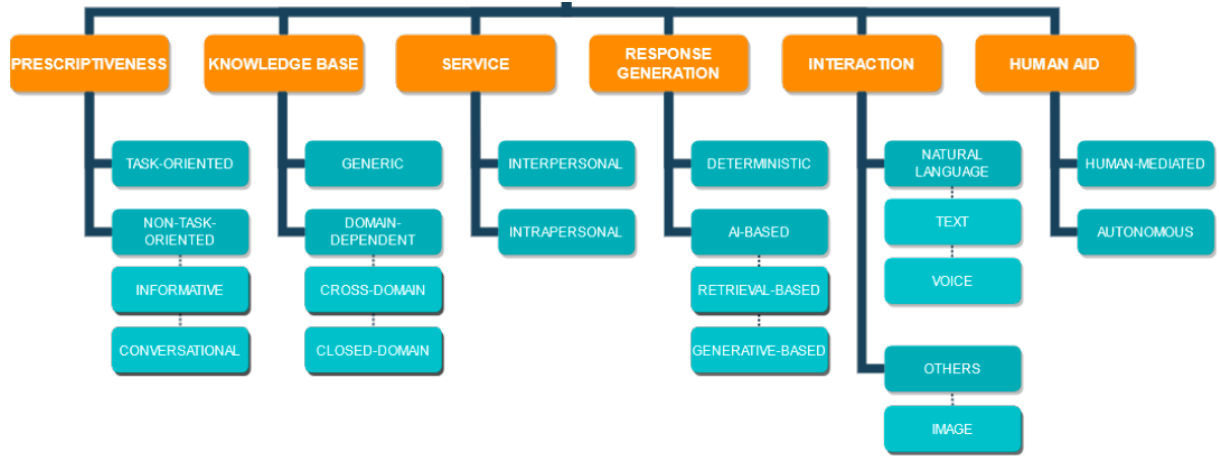 PRESCRIPTIVENESS
KNOWLEDGE BASE
SERVICE
RESPONSE
GENERATION
INTERACTION
HUMAN AID
TASK-ORIENTED
NON-TASK-
ORIENTED
INFORMATIVE
CONVERSATIONAL
GENERIC
DOMAIN-
DEPENDENT
CROSS-DOMAIN
CLOSED-DOMAIN
INTERPERSONAL
INTRAPERSONAL
DETERMINISTIC
AI-BASED
RETRIEVAL-BASED
GENERATIVE-BASED
NATURAL
LANGUAGE
TEXT
VOICE
OTHERS
IMAGE
HUMAN-MEDIATED
AUTONOMOUS